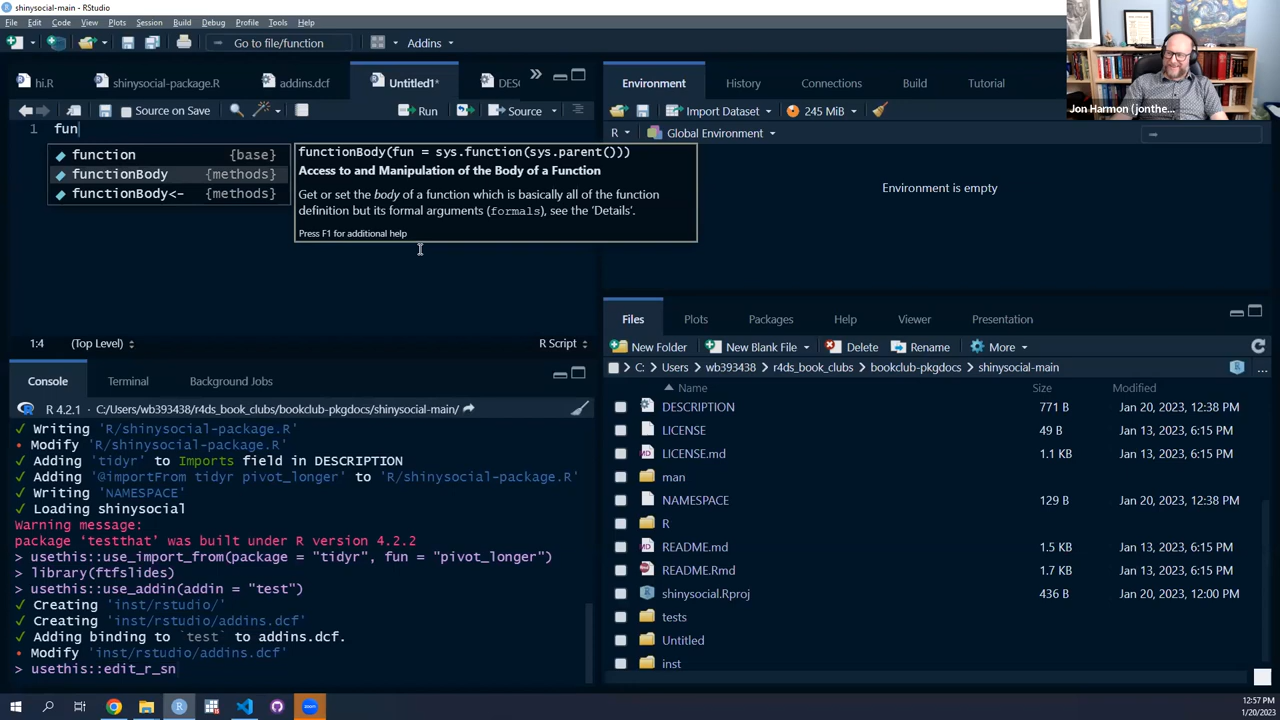 shinysocial-main - RStudio
File Edit Code View Plots Session Build Debug Profile Tools Help
Go to file/function Addins
hi.R shinysocial-package.R addins.dcf Untitled1* DESC
Source on Save Run Source
1 fun
function {base}
functionBody {methods}
functionBody<- {methods}
functionBody(fun = sys.function(sys.parent()))
Access to and Manipulation of the Body of a Function
Get or set the body of a function which is basically all of the function
definition but its formal arguments (formals), see the ‘Details’.
Press F1 for additional help
1:4 (Top Level) R Script
Console Terminal Background Jobs
R 4.2.1 · C:/Users/wb393438/r4ds_book_clubs/bookclub-pkgdocs/shinysocial-main/
✓ Writing 'R/shinysocial-package.R'
• Modify 'R/shinysocial-package.R'
✓ Adding 'tidyr' to Imports field in DESCRIPTION
✓ Adding '@importFrom tidyr pivot_longer' to 'R/shinysocial-package.R'
✓ Writing 'NAMESPACE'
✓ Loading shinysocial
Warning message:
package ‘testthat’ was built under R version 4.2.2
> usethis::use_import_from(package = "tidyr", fun = "pivot_longer")
> library(ftfslides)
> usethis::use_addin(addin = "test")
✓ Creating 'inst/rstudio/'
✓ Creating 'inst/rstudio/addins.dcf'
✓ Adding binding to `test` to addins.dcf.
• Modify 'inst/rstudio/addins.dcf'
> usethis::edit_r_sn
Environment History Connections Build Tutorial
Import Dataset 245 MiB
R Global Environment
Environment is empty
Files Plots Packages Help Viewer Presentation
New Folder New Blank File Delete Rename More
C: Users wb393438 r4ds_book_clubs bookclub-pkgdocs shinysocial-main ...
Name Size Modified
DESCRIPTION 771 B Jan 20, 2023, 12:38 PM
LICENSE 49 B Jan 13, 2023, 6:15 PM
LICENSE.md 1.1 KB Jan 13, 2023, 6:15 PM
man
NAMESPACE 129 B Jan 20, 2023, 12:38 PM
R
README.md 1.5 KB Jan 13, 2023, 6:15 PM
README.Rmd 1.7 KB Jan 13, 2023, 6:15 PM
shinysocial.Rproj 436 B Jan 20, 2023, 12:00 PM
tests
Untitled
inst
Jon Harmon (jonthe...
12:57 PM
1/20/2023